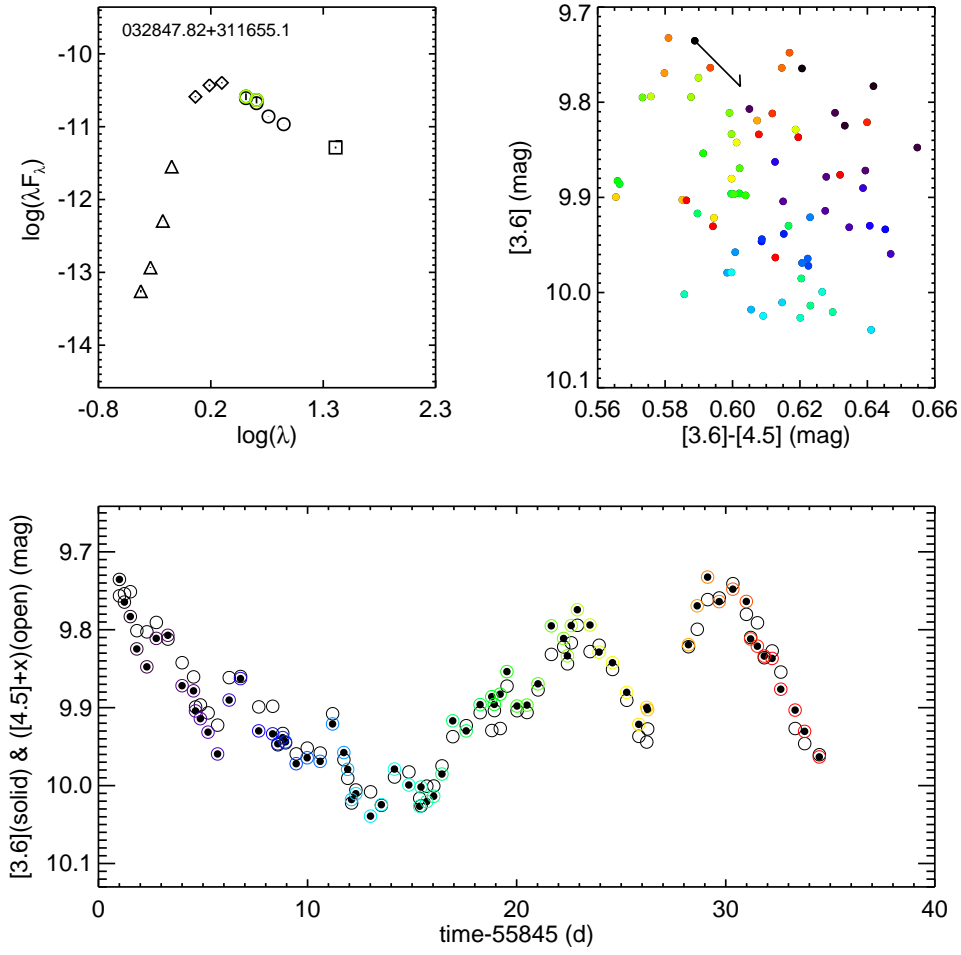 032847.82+311655.1
-10
-11
-12
-13
-14
-0.8 0.2 1.3 2.3
log(λ)
log(λFλ)
9.7
9.8
9.9
10.0
10.1
0.56 0.58 0.60 0.62 0.64 0.66
[3.6]-[4.5] (mag)
[3.6] (mag)
9.7
9.8
9.9
10.0
10.1
0 10 20 30 40
time-55845 (d)
[3.6](solid) & ([4.5]+x)(open) (mag)